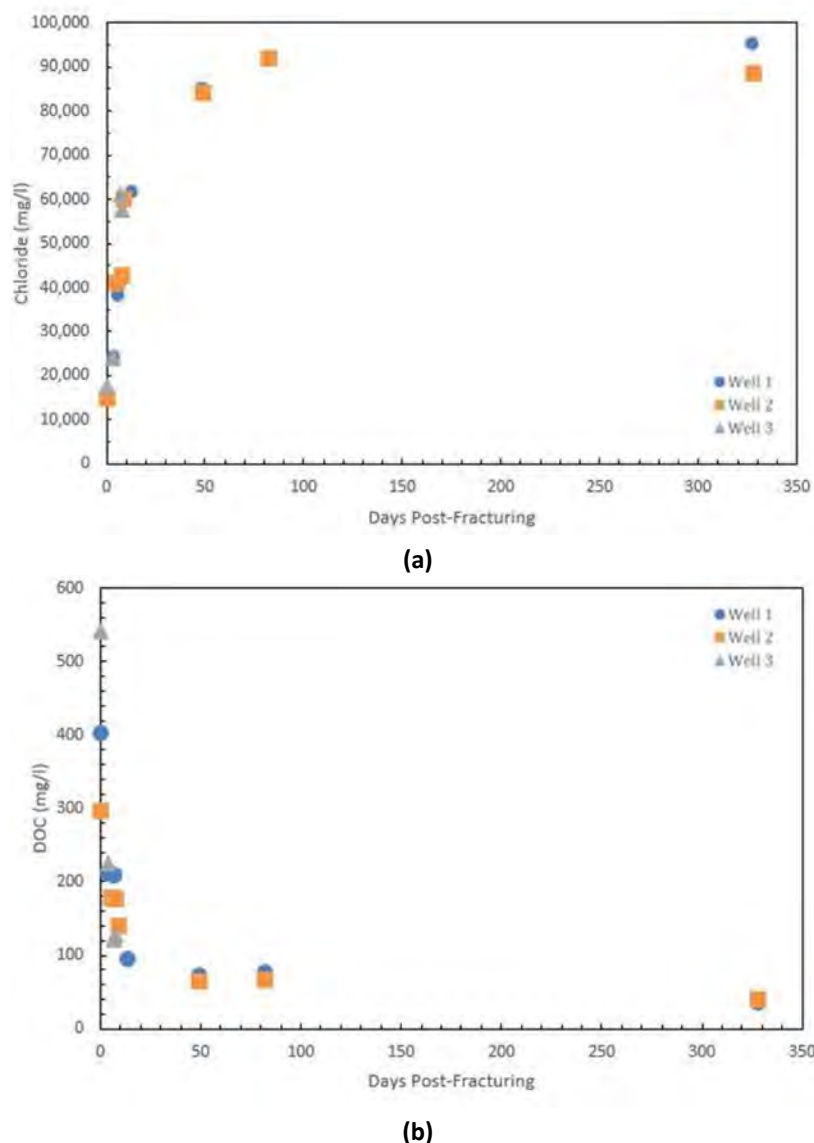 100,000
90,000
80,000
70,000
60,000
50,000
40,000
30,000
20,000
10,000
0
Chloride (mg/l)
Well 1
Well 2
Well 3
0 50 100 150 200 250 300 350
Days Post-Fracturing
(a)
600
500
400
300
200
100
0
DOC (mg/l)
Well 1
Well 2
Well 3
0 50 100 150 200 250 300 350
Days Post-Fracturing
(b)